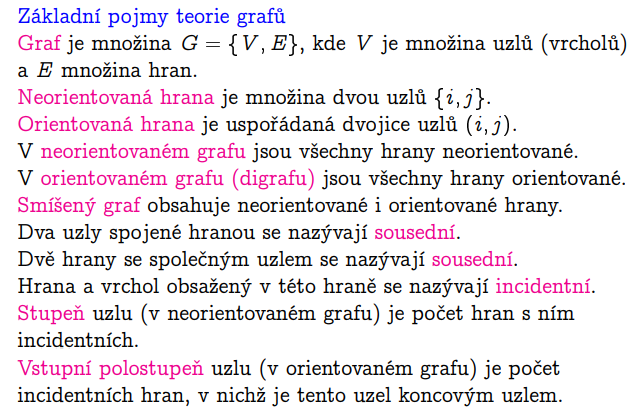 Základní pojmy teorie grafů
Graf je množina G = {V, E}, kde V je množina uzlů (vrcholů)
a E množina hran.
Neorientovaná hrana je množina dvou uzlů {i, j}.
Orientovaná hrana je uspořádaná dvojice uzlů (i, j).
V neorientovaném grafu jsou všechny hrany neorientované.
V orientovaném grafu (digrafu) jsou všechny hrany orientované.
Smíšený graf obsahuje neorientované i orientované hrany.
Dva uzly spojené hranou se nazývají sousední.
Dvě hrany se společným uzlem se nazývají sousední.
Hrana a vrchol obsažený v této hraně se nazývají incidentní.
Stupeň uzlu (v neorientovaném grafu) je počet hran s ním
incidentních.
Vstupní polostupeň uzlu (v orientovaném grafu) je počet
incidentních hran, v nichž je tento uzel koncovým uzlem.